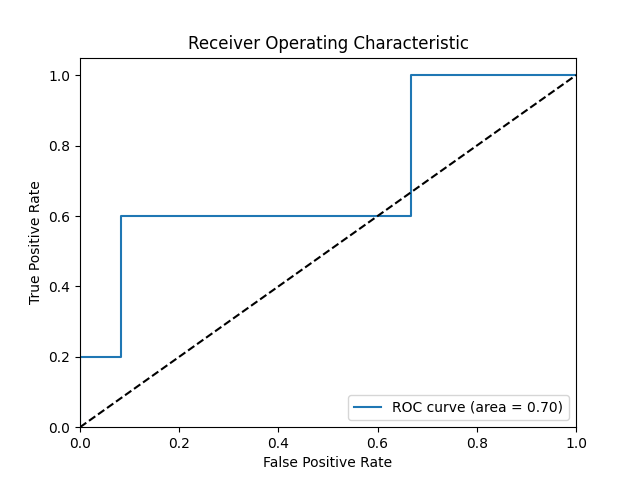 Receiver Operating Characteristic
1.0
0.8
0.6
0.4
0.2
0.0
True Positive Rate
ROC curve (area = 0.70)
0.0 0.2 0.4 0.6 0.8 1.0
False Positive Rate